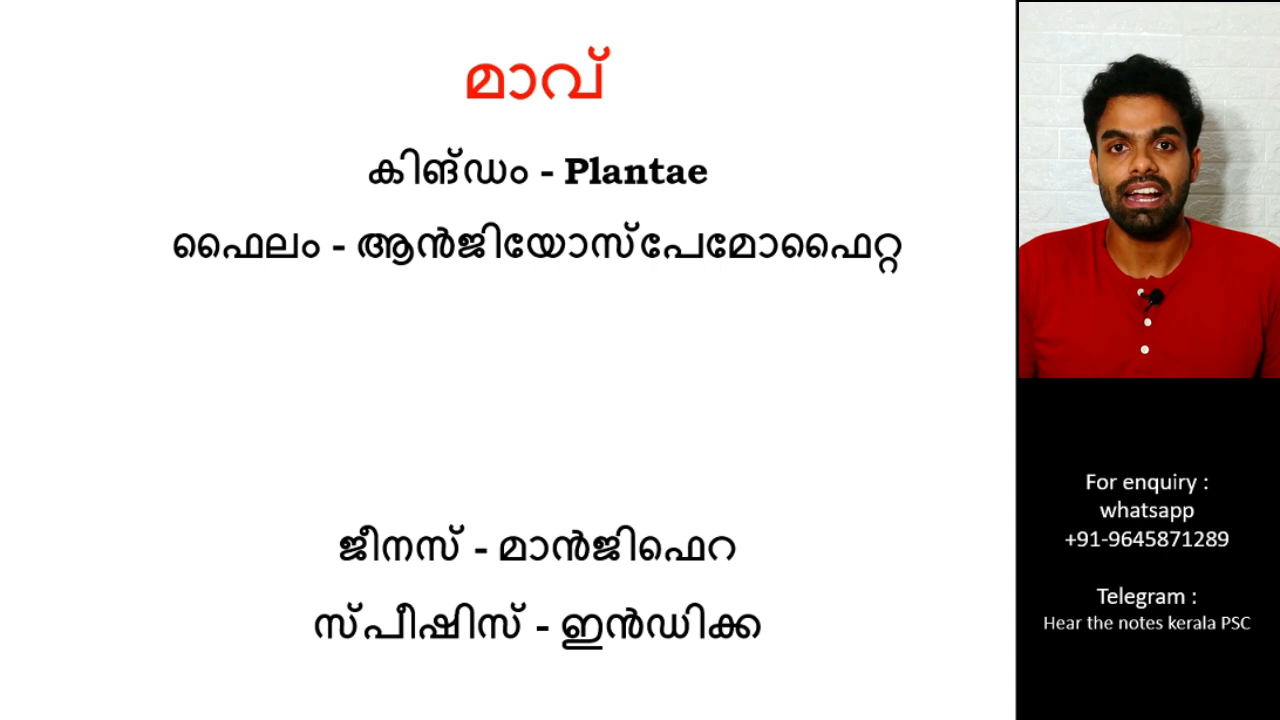 മാവ്
കിങ്ഡം - Plantae
ഫൈലം - ആൻജിയോസ്പേമോഫൈറ്റ
ജീനസ് - മാൻജിഫെറ
സ്പീഷിസ് - ഇൻഡിക്ക
For enquiry :
whatsapp
+91-9645871289
Telegram :
Hear the notes kerala PSC